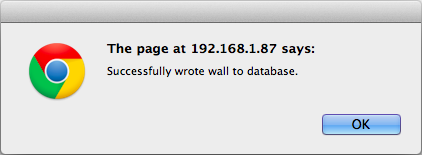 The page at 192.168.1.87 says:
Successfully wrote wall to database.
OK